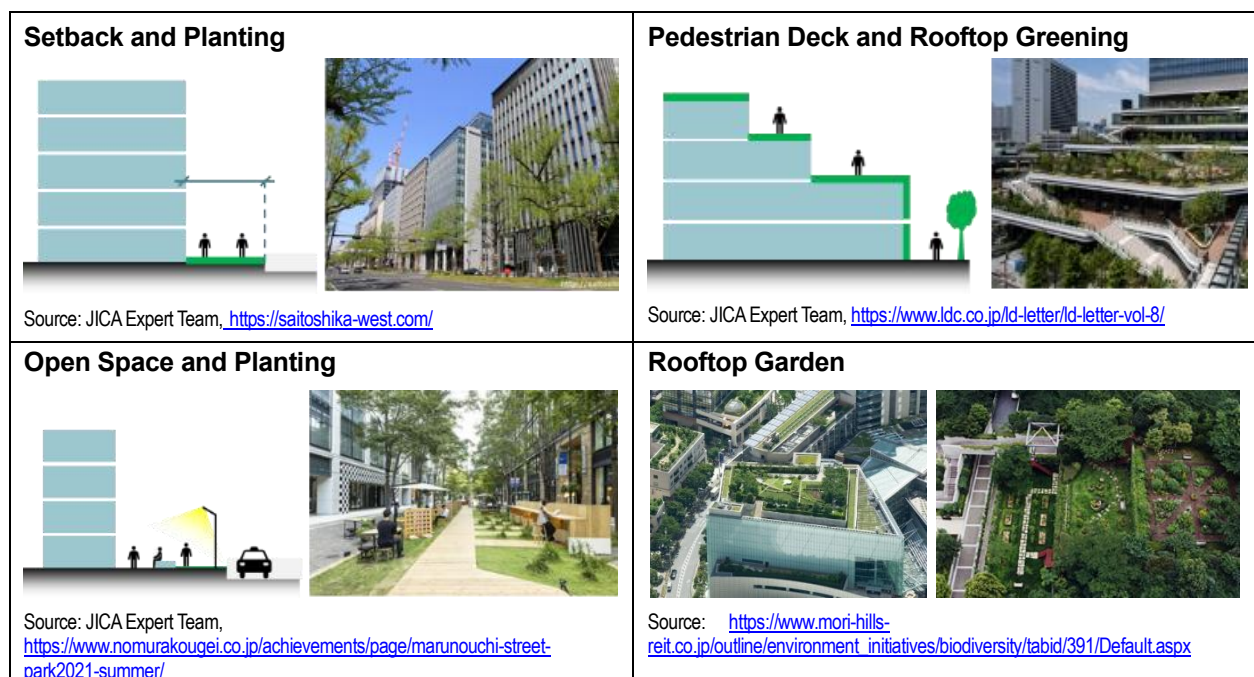 Setback and Planting
http://saitoshi
Source: JICA Expert Team, https://saitoshika-west.com/
Pedestrian Deck and Rooftop Greening
Source: JICA Expert Team, https://www.ldc.co.jp/ld-letter/ld-letter-vol-8/
Open Space and Planting
Source: JICA Expert Team,
https://www.nomurakougei.co.jp/achievements/page/marunouchi-street-
park2021-summer/
Rooftop Garden
Source: https://www.mori-hills-
reit.co.jp/outline/environment_initiatives/biodiversity/tabid/391/Default.aspx